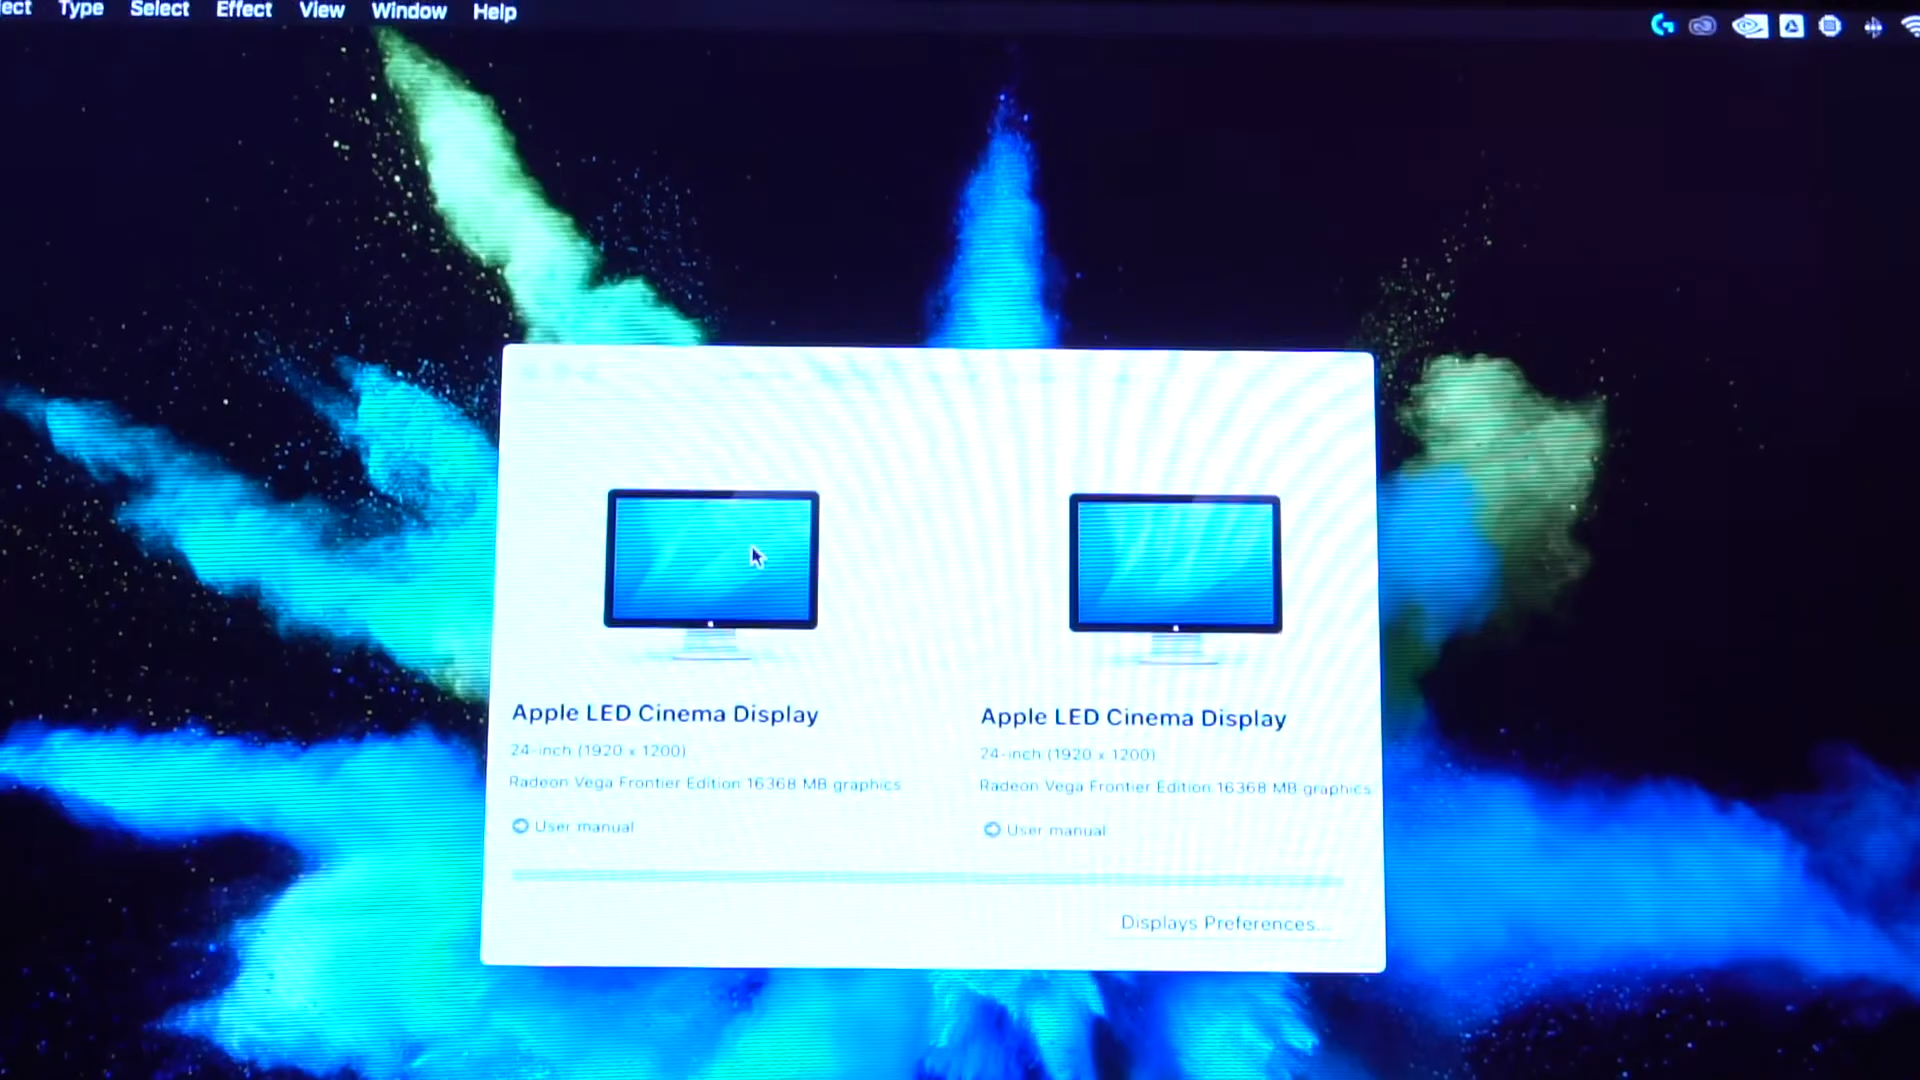 ect Type Select Effect View Window Help
Apple LED Cinema Display
24-inch (1920 x 1200)
Radeon Vega Frontier Edition 16368 MB graphics
User manual
Apple LED Cinema Display
24-inch (1920 x 1200)
Radeon Vega Frontier Edition 16368 MB graphics
User manual
Displays Preferences...